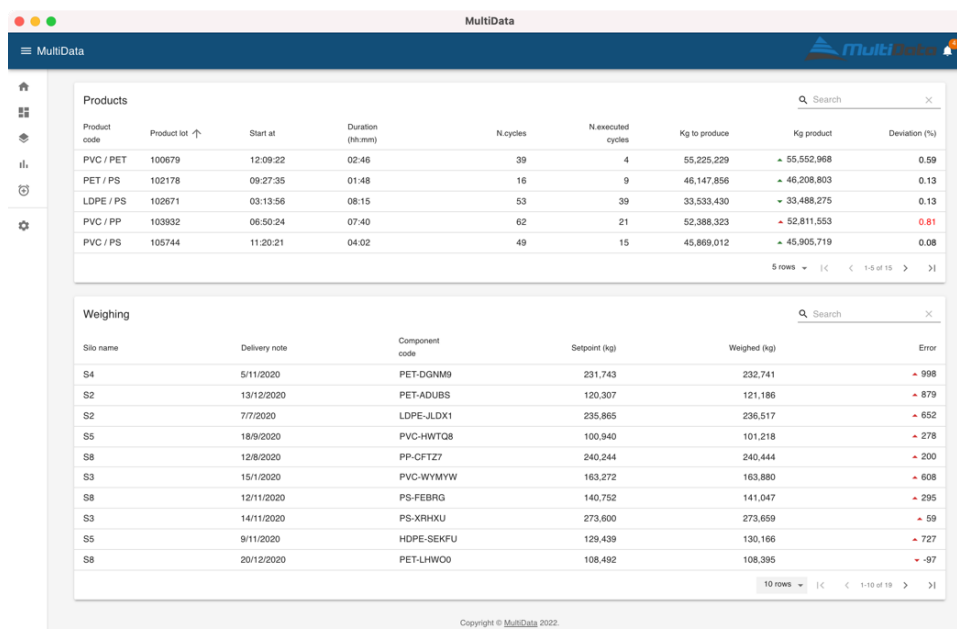 MultiData
MultiData
MultiData
4
Products
Search
Product code Product lot Start at Duration (hh:mm) N.cycles N.executed cycles Kg to produce Kg product Deviation (%)
PVC / PET 100679 12:09:22 02:46 39 4 55,225,229 55,552,968 0.59
PET / PS 102178 09:27:35 01:48 16 9 46,147,856 46,208,803 0.13
LDPE / PS 102671 03:13:56 08:15 53 39 33,533,430 33,488,275 0.13
PVC / PP 103932 06:50:24 07:40 62 21 52,388,323 52,811,553 0.81
PVC / PS 105744 11:20:21 04:02 49 15 45,869,012 45,905,719 0.08
5 rows 1-5 of 15
Weighing
Search
Silo name Delivery note Component code Setpoint (kg) Weighed (kg) Error
S4 5/11/2020 PET-DGNM9 231,743 232,741 998
S2 13/12/2020 PET-ADUBS 120,307 121,186 879
S2 7/7/2020 LDPE-JLDX1 235,865 236,517 652
S5 18/9/2020 PVC-HWTQ8 100,940 101,218 278
S8 12/8/2020 PP-CFTZ7 240,244 240,444 200
S3 15/1/2020 PVC-WYMYW 163,272 163,880 608
S8 12/11/2020 PS-FEBRG 140,752 141,047 295
S3 14/11/2020 PS-XRHXU 273,600 273,659 59
S5 9/11/2020 HDPE-SEKFU 129,439 130,166 727
S8 20/12/2020 PET-LHWO0 108,492 108,395 -97
10 rows 1-10 of 19
Copyright © MultiData 2022.